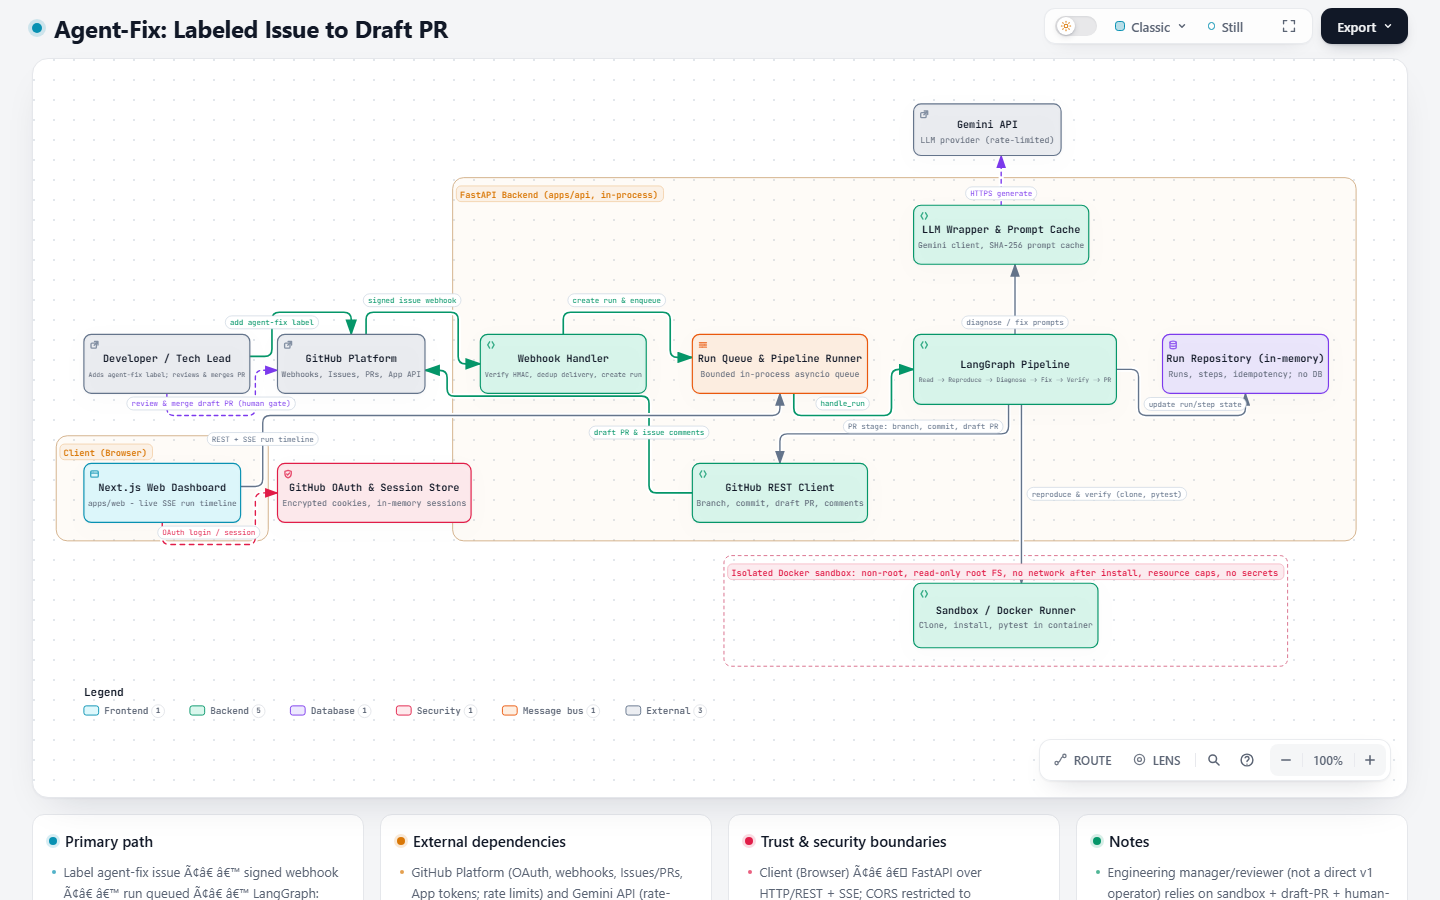 Agent-Fix: Labeled Issue to Draft PR
Classic
Still
Export
Gemini API
LLM provider (rate-limited)
FastAPI Backend (apps/api, in-process)
HTTPS generate
LLM Wrapper & Prompt Cache
Gemini client, SHA-256 prompt cache
signed issue webhook
create run & enqueue
add agent-fix label
diagnose / fix prompts
Developer / Tech Lead
Adds agent-fix label; reviews & merges PR
GitHub Platform
Webhooks, Issues, PRs, App API
Webhook Handler
Verify HMAC, dedup delivery, create run
Run Queue & Pipeline Runner
Bounded in-process asyncio queue
LangGraph Pipeline
Read → Reproduce → Diagnose → Fix → Verify → PR
Run Repository (in-memory)
Runs, steps, idempotency; no DB
review & merge draft PR (human gate)
handle_run
update run/step state
PR stage: branch, commit, draft PR
draft PR & issue comments
REST + SSE run timeline
Client (Browser)
Next.js Web Dashboard
apps/web - live SSE run timeline
GitHub OAuth & Session Store
Encrypted cookies, in-memory sessions
GitHub REST Client
Branch, commit, draft PR, comments
reproduce & verify (clone, pytest)
OAuth login / session
Isolated Docker sandbox: non-root, read-only root FS, no network after install, resource caps, no secrets
Sandbox / Docker Runner
Clone, install, pytest in container
Legend
Frontend 1
Backend 5
Database 1
Security 1
Message bus 1
External 3
ROUTE
LENS
100%
Primary path
Label agent-fix issue Ã¢â€ â€™ signed webhook
Ã¢â€ â€™ run queued Ã¢â€ â€™ LangGraph:
External dependencies
GitHub Platform (OAuth, webhooks, Issues/PRs,
App tokens; rate limits) and Gemini API (rate-
Trust & security boundaries
Client (Browser) Ã¢â€ â€ FastAPI over
HTTP/REST + SSE; CORS restricted to
Notes
Engineering manager/reviewer (not a direct v1
operator) relies on sandbox + draft-PR + human-